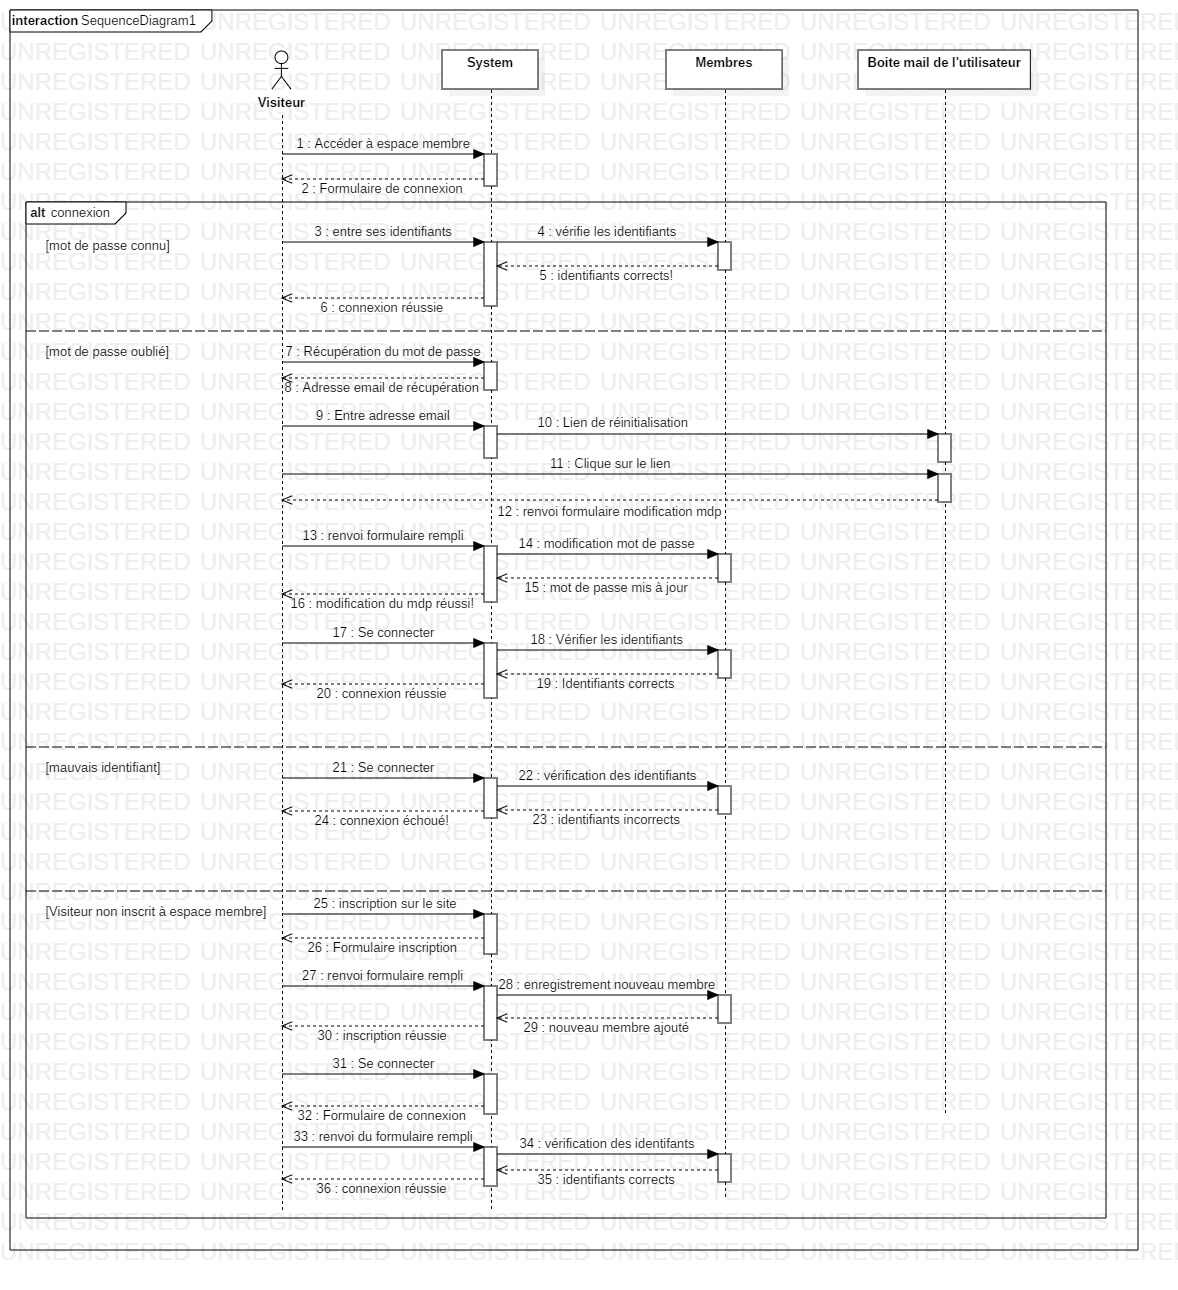 interaction SequenceDiagram1
Visiteur
System
Membres
Boite mail de l'utilisateur
1 : Accéder à espace membre
2 : Formulaire de connexion
alt connexion
[mot de passe connu]
3 : entre ses identifiants
4 : vérifie les identifiants
5 : identifiants corrects!
6 : connexion réussie
[mot de passe oublié]
7 : Récupération du mot de passe
8 : Adresse email de récupération
9 : Entre adresse email
10 : Lien de réinitialisation
11 : Clique sur le lien
12 : renvoi formulaire modification mdp
13 : renvoi formulaire rempli
14 : modification mot de passe
15 : mot de passe mis à jour
16 : modification du mdp réussi!
17 : Se connecter
18 : Vérifier les identifiants
19 : Identifiants corrects
20 : connexion réussie
[mauvais identifiant]
21 : Se connecter
22 : vérification des identifiants
23 : identifiants incorrects
24 : connexion échoué!
[Visiteur non inscrit à espace membre]
25 : inscription sur le site
26 : Formulaire inscription
27 : renvoi formulaire rempli
28 : enregistrement nouveau membre
29 : nouveau membre ajouté
30 : inscription réussie
31 : Se connecter
32 : Formulaire de connexion
33 : renvoi du formulaire rempli
34 : vérification des identifants
35 : identifiants corrects
36 : connexion réussie
UNREGISTERED